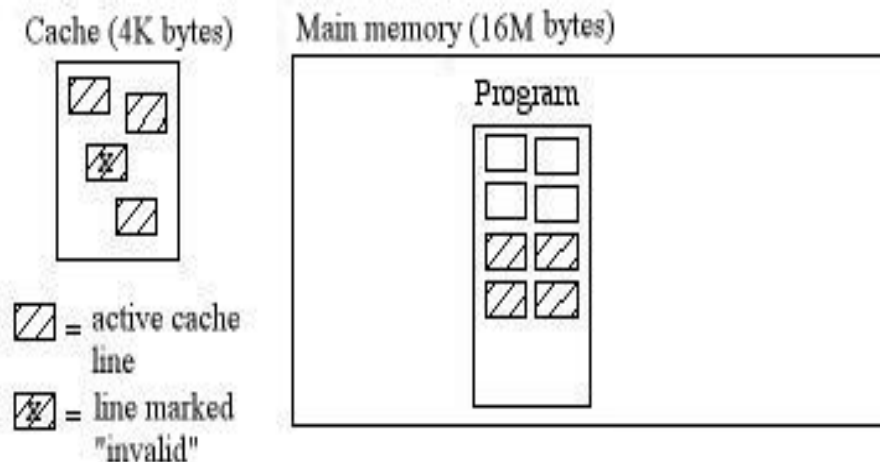 Cache (4K bytes)
Main memory (16M bytes)
Program
= active cache
line
= line marked
"invalid"